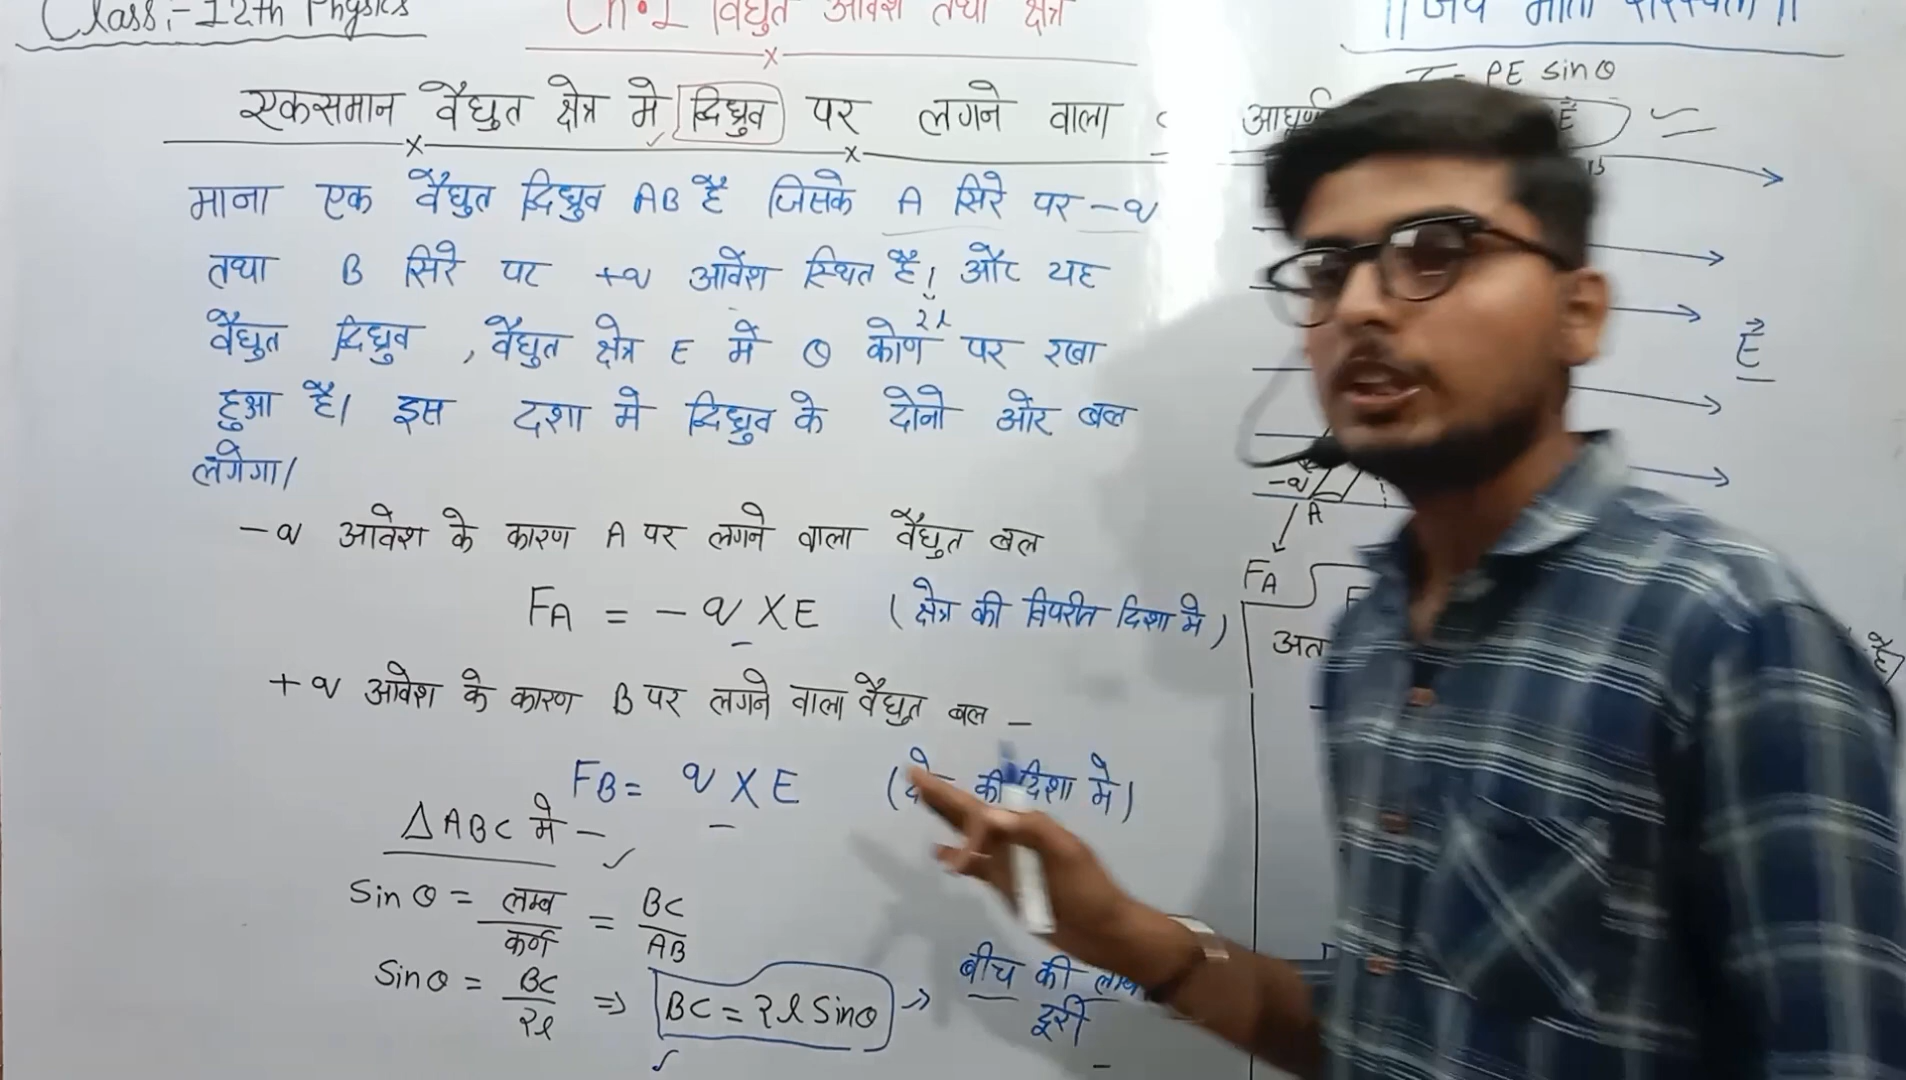 Class:- 12th Physics
Ch.1 विद्युत आवेश तथा क्षेत्र
एकसमान वैद्युत क्षेत्र मे द्विध्रुव पर लगने वाला
= PE sinθ
माना एक वैद्युत द्विध्रुव AB है जिसके A सिरे पर -q
तथा B सिरे पर +q आवेश स्थित है। और यह
2l
वैद्युत द्विध्रुव , वैद्युत क्षेत्र E में θ कोण पर रखा
हुआ है। इस दशा मे द्विध्रुव के दोनो ओर बल
लगेगा।
-q आवेश के कारण A पर लगने वाला वैद्युत बल
FA = - q X E (क्षेत्र की विपरीत दिशा मे)
+q आवेश के कारण B पर लगने वाला वैद्युत बल -
FB = q X E की दिशा मे)
ΔABC मे -
Sin θ = लम्ब/कर्ण = BC/AB
Sinθ = BC/2l ⇒ BC = 2l Sinθ → बीच की
दूरी
E
-q
A
FA
अत
है